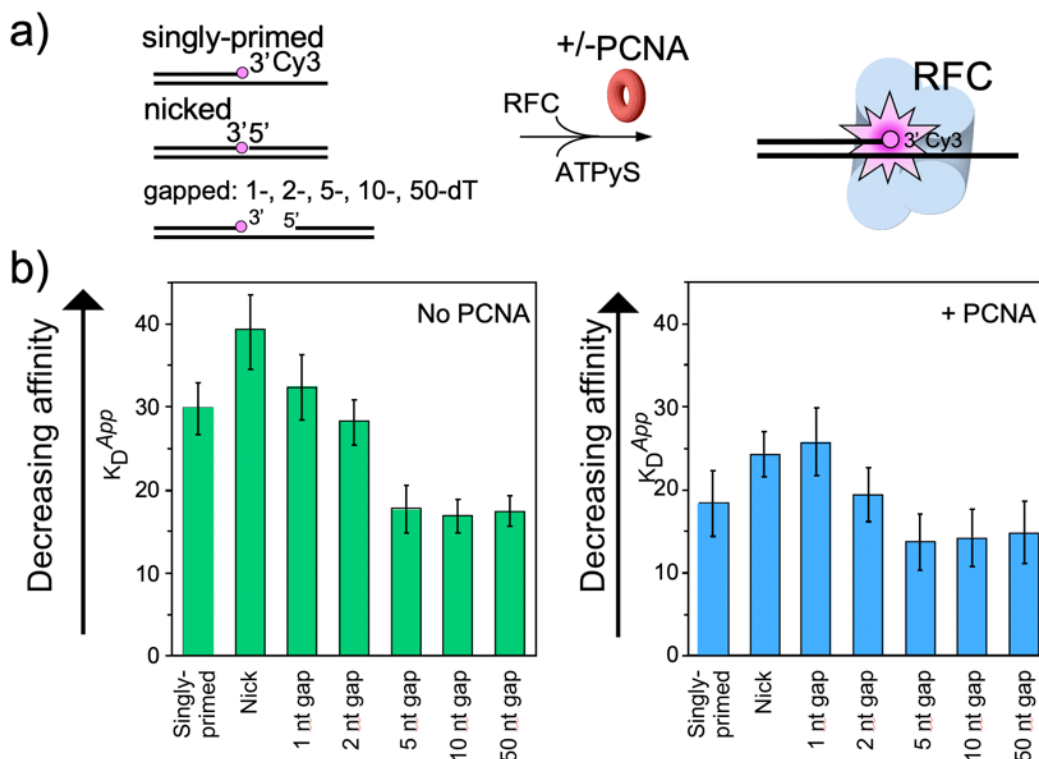 a)
singly-primed
3'Cy3
nicked
3'5'
gapped: 1-, 2-, 5-, 10-, 50-dT
3' 5'
+/-PCNA
RFC
ATPyS
RFC
3' Cy3
b)
Decreasing affinity
K_D^App
40
30
20
10
0
No PCNA
Singly-primed
Nick
1 nt gap
2 nt gap
5 nt gap
10 nt gap
50 nt gap
Decreasing affinity
K_D^App
40
30
20
10
0
+ PCNA
Singly-primed
Nick
1 nt gap
2 nt gap
5 nt gap
10 nt gap
50 nt gap